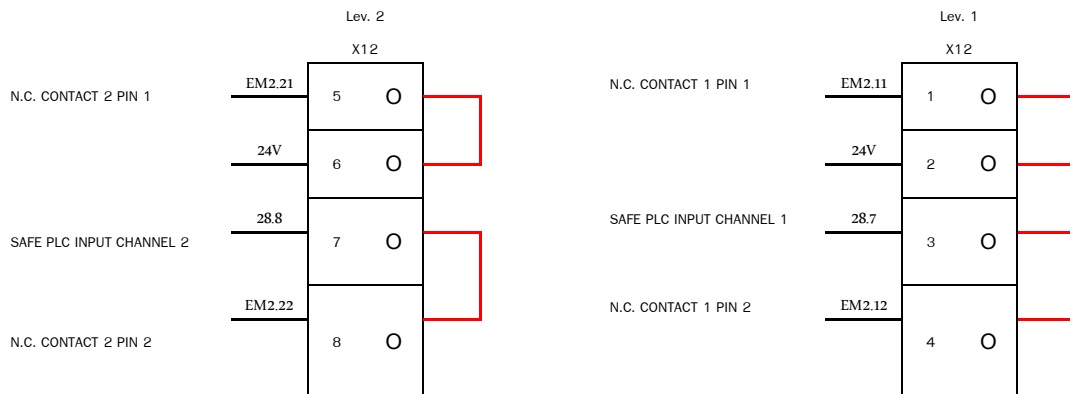 Lev. 2
X12
N.C. CONTACT 2 PIN 1
EM2.21
5 O
24V
6 O
28.8
SAFE PLC INPUT CHANNEL 2
7 O
EM2.22
N.C. CONTACT 2 PIN 2
8 O
Lev. 1
X12
N.C. CONTACT 1 PIN 1
EM2.11
1 O
24V
2 O
SAFE PLC INPUT CHANNEL 1
28.7
3 O
N.C. CONTACT 1 PIN 2
EM2.12
4 O